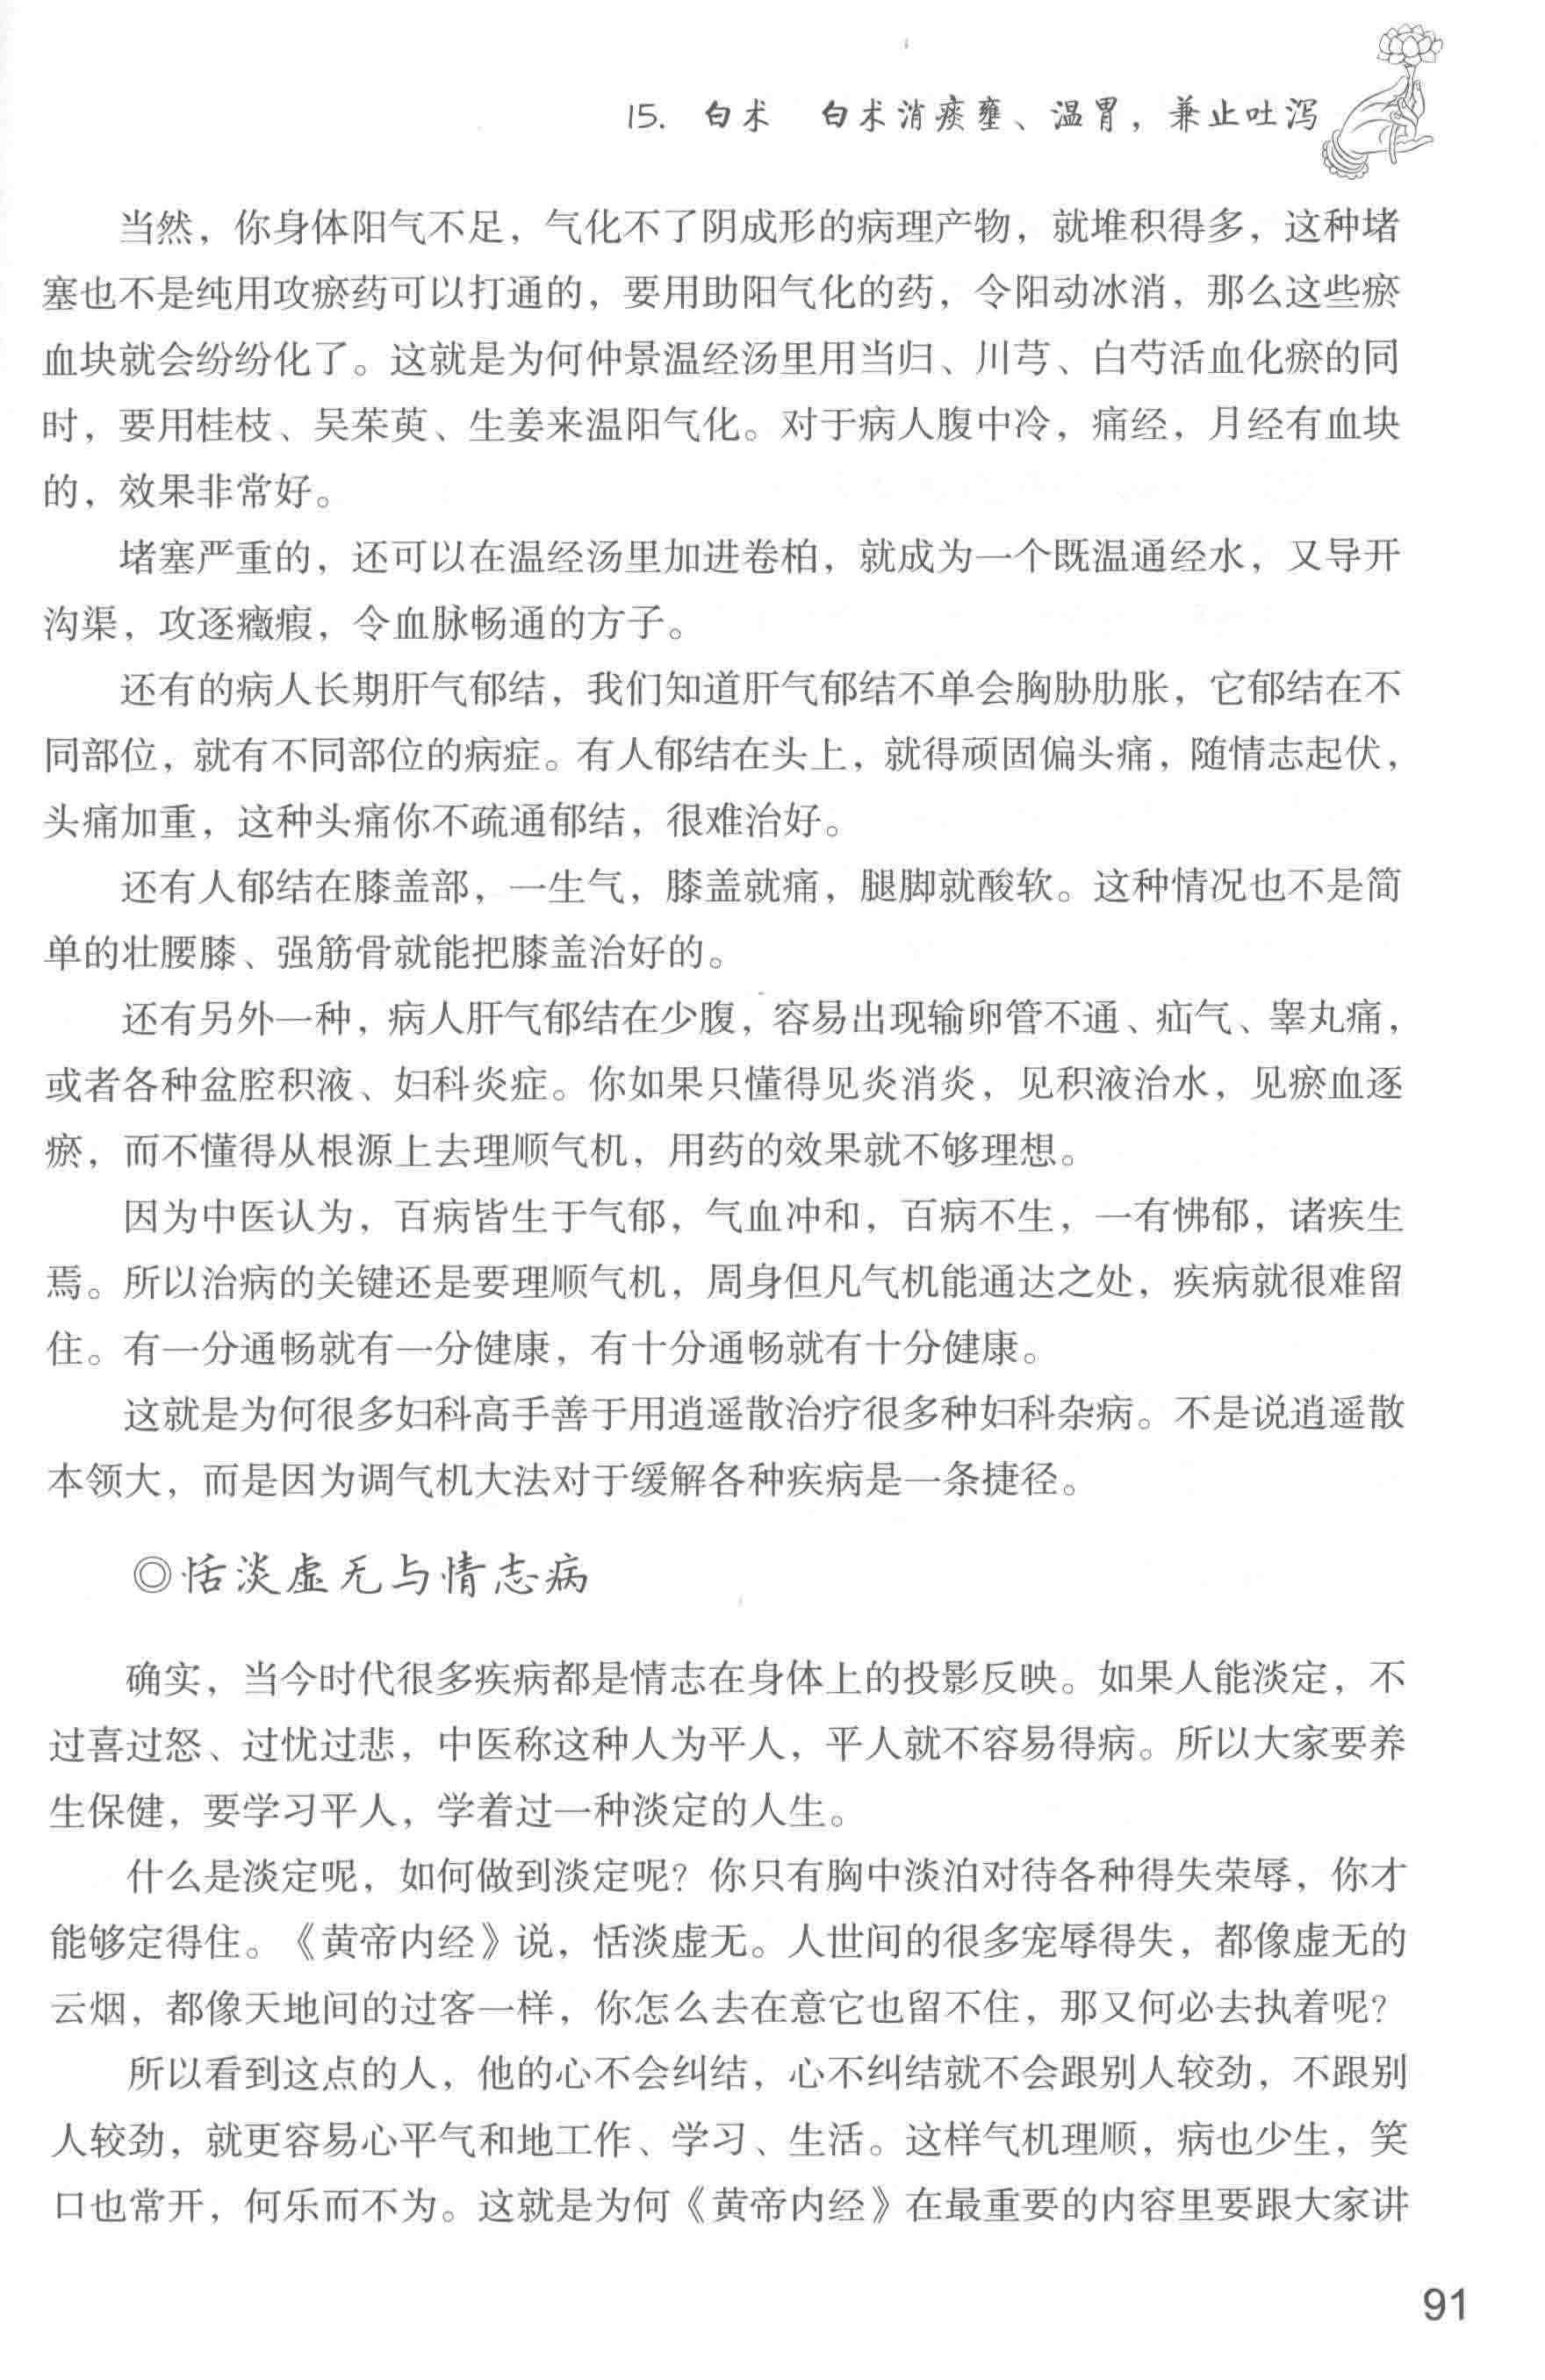 15. 白术　白术消痰壅、温胃，兼止吐泻
当然，你身体阳气不足，气化不了阴成形的病理产物，就堆积得多，这种堵
塞也不是纯用攻瘀药可以打通的，要用助阳气化的药，令阳动冰消，那么这些瘀
血块就会纷纷化了。这就是为何仲景温经汤里用当归、川芎、白芍活血化瘀的同
时，要用桂枝、吴茱萸、生姜来温阳气化。对于病人腹中冷，痛经，月经有血块
的，效果非常好。
堵塞严重的，还可以在温经汤里加进卷柏，就成为一个既温通经水，又导开
沟渠，攻逐癥瘕，令血脉畅通的方子。
还有的病人长期肝气郁结，我们知道肝气郁结不单会胸胁肋胀，它郁结在不
同部位，就有不同部位的病症。有人郁结在头上，就得顽固偏头痛，随情志起伏，
头痛加重，这种头痛你不疏通郁结，很难治好。
还有人郁结在膝盖部，一生气，膝盖就痛，腿脚就酸软。这种情况也不是简
单的壮腰膝、强筋骨就能把膝盖治好的。
还有另外一种，病人肝气郁结在少腹，容易出现输卵管不通、疝气、睾丸痛，
或者各种盆腔积液、妇科炎症。你如果只懂得见炎消炎，见积液治水，见瘀血逐
瘀，而不懂得从根源上去理顺气机，用药的效果就不够理想。
因为中医认为，百病皆生于气郁，气血冲和，百病不生，一有怫郁，诸疾生
焉。所以治病的关键还是要理顺气机，周身但凡气机能通达之处，疾病就很难留
住。有一分通畅就有一分健康，有十分通畅就有十分健康。
这就是为何很多妇科高手善于用逍遥散治疗很多种妇科杂病。不是说逍遥散
本领大，而是因为调气机大法对于缓解各种疾病是一条捷径。
◎恬淡虚无与情志病
确实，当今时代很多疾病都是情志在身体上的投影反映。如果人能淡定，不
过喜过怒、过忧过悲，中医称这种人为平人，平人就不容易得病。所以大家要养
生保健，要学习平人，学着过一种淡定的人生。
什么是淡定呢，如何做到淡定呢？你只有胸中淡泊对待各种得失荣辱，你才
能够定得住。《黄帝内经》说，恬淡虚无。人世间的很多宠辱得失，都像虚无的
云烟，都像天地间的过客一样，你怎么去在意它也留不住，那又何必去执着呢？
所以看到这点的人，他的心不会纠结，心不纠结就不会跟别人较劲，不跟别
人较劲，就更容易心平气和地工作、学习、生活。这样气机理顺，病也少生，笑
口也常开，何乐而不为。这就是为何《黄帝内经》在最重要的内容里要跟大家讲
91